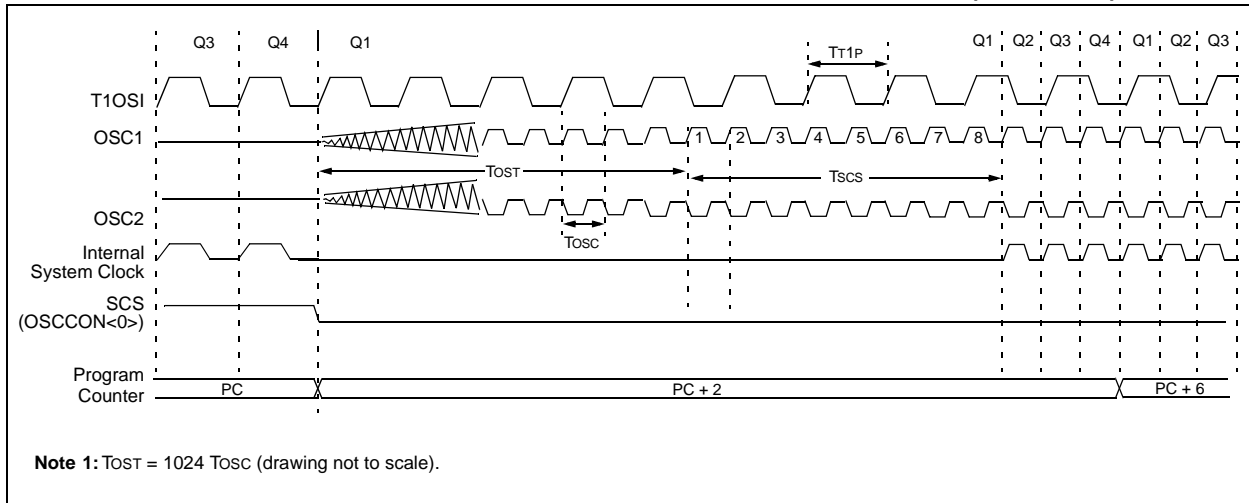 Q3 Q4 Q1 Q1 Q2 Q3 Q4 Q1 Q2 Q3
TT1P
T1OSI
OSC1
1 2 3 4 5 6 7 8
TOST
TSCS
OSC2
TOSC
Internal
System Clock
SCS
(OSCCON<0>)
Program
Counter
PC PC + 2 PC + 6
Note 1: TOST = 1024 TOSC (drawing not to scale).